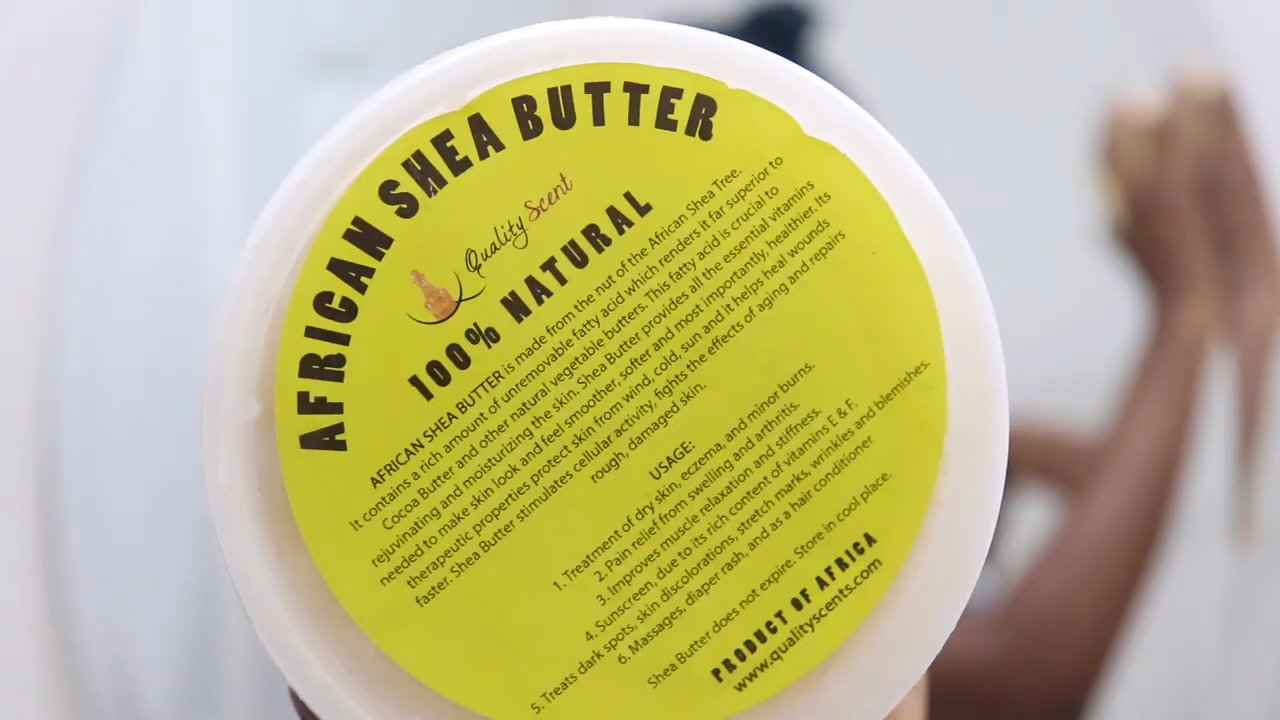 AFRICAN SHEA BUTTER
Quality Scent
100% NATURAL
AFRICAN SHEA BUTTER is made from the nut of the African Shea Tree.
It contains a rich amount of unremovable fatty acid which renders it far superior to
Cocoa Butter and other natural vegetable butters. This fatty acid is crucial to
rejuvinating and moisturizing the skin. Shea Butter provides all the essential vitamins
needed to make skin look and feel smoother, softer and most importantly, healthier. Its
therapeutic properties protect skin from wind, cold, sun and it helps heal wounds
faster. Shea Butter stimulates cellular activity, fights the effects of aging and repairs
rough, damaged skin.
USAGE:
1. Treatment of dry skin, eczema, and minor burns.
2. Pain relief from swelling and arthritis.
3. Improves muscle relaxation and stiffness.
4. Sunscreen, due to its rich content of vitamins E & F.
5. Treats dark spots, skin discolorations, stretch marks, wrinkles and blemishes.
6. Massages, diaper rash, and as a hair conditioner
Shea Butter does not expire. Store in cool place.
PRODUCT OF AFRICA
www.qualityscents.com